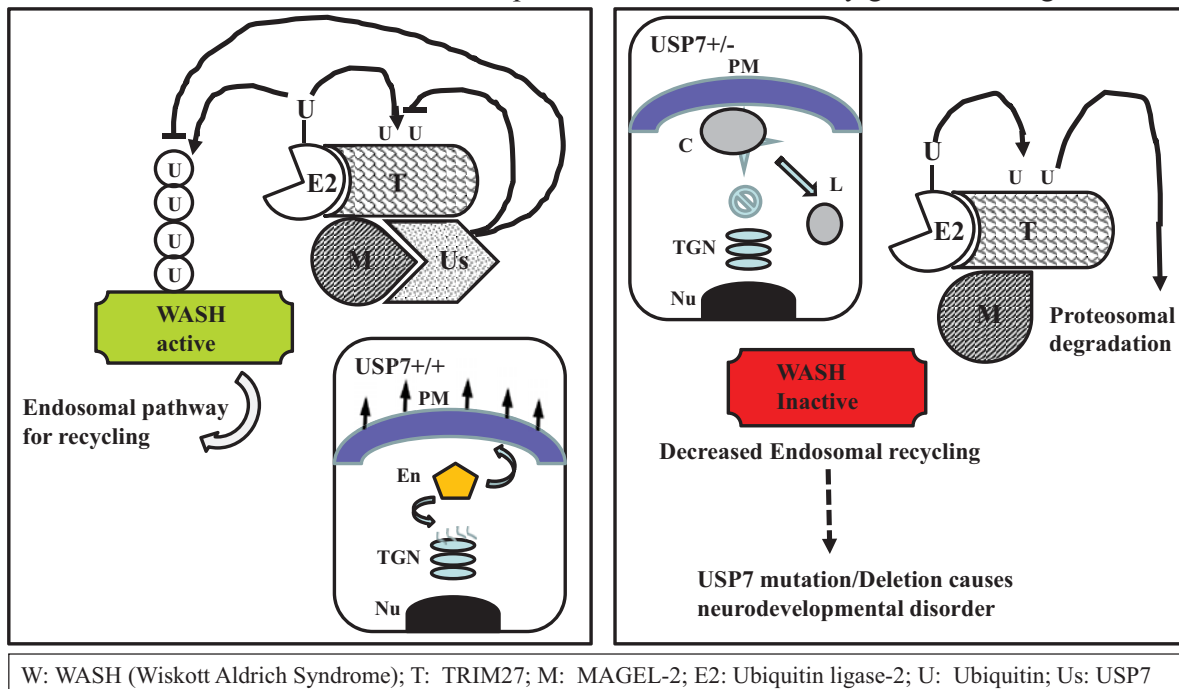 U
U U
E2
T
M
Us
U
U
U
U
WASH
active
Endosomal pathway
for recycling
USP7+/+
PM
En
TGN
Nu
USP7+/-
PM
C
L
TGN
Nu
U
U U
E2
T
M
Proteosomal
degradation
WASH
Inactive
Decreased Endosomal recycling
USP7 mutation/Deletion causes
neurodevelopmental disorder
W: WASH (Wiskott Aldrich Syndrome); T: TRIM27; M: MAGEL-2; E2: Ubiquitin ligase-2; U: Ubiquitin; Us: USP7